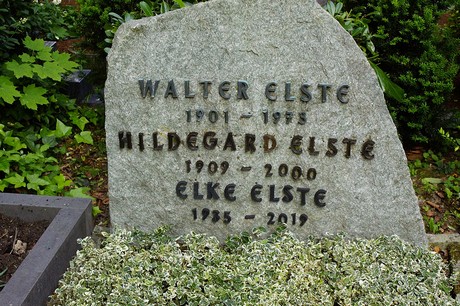 WALTER ELSTE
1901 - 1975
HILDEGARD ELSTE
1909 - 2000
ELKE ELSTE
1935 - 2019